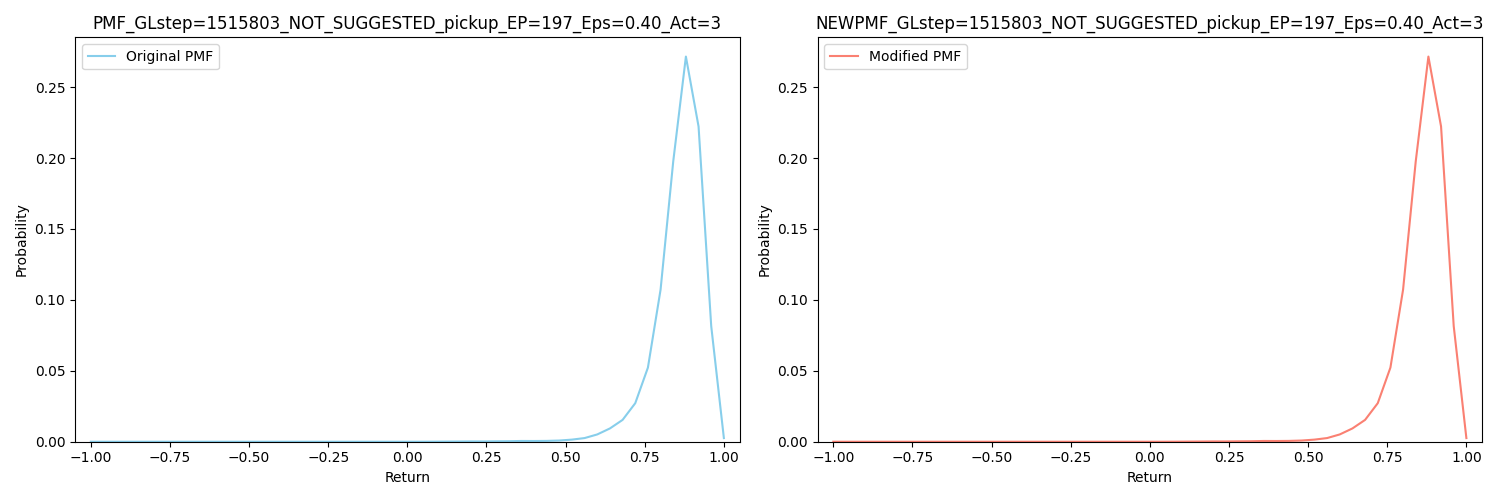 PMF_GLstep=1515803_NOT_SUGGESTED_pickup_EP=197_Eps=0.40_Act=3
Original PMF
Probability
0.25
0.20
0.15
0.10
0.05
0.00
−1.00 −0.75 −0.50 −0.25 0.00 0.25 0.50 0.75 1.00
Return
NEWPMF_GLstep=1515803_NOT_SUGGESTED_pickup_EP=197_Eps=0.40_Act=3
Modified PMF
Probability
0.25
0.20
0.15
0.10
0.05
0.00
−1.00 −0.75 −0.50 −0.25 0.00 0.25 0.50 0.75 1.00
Return